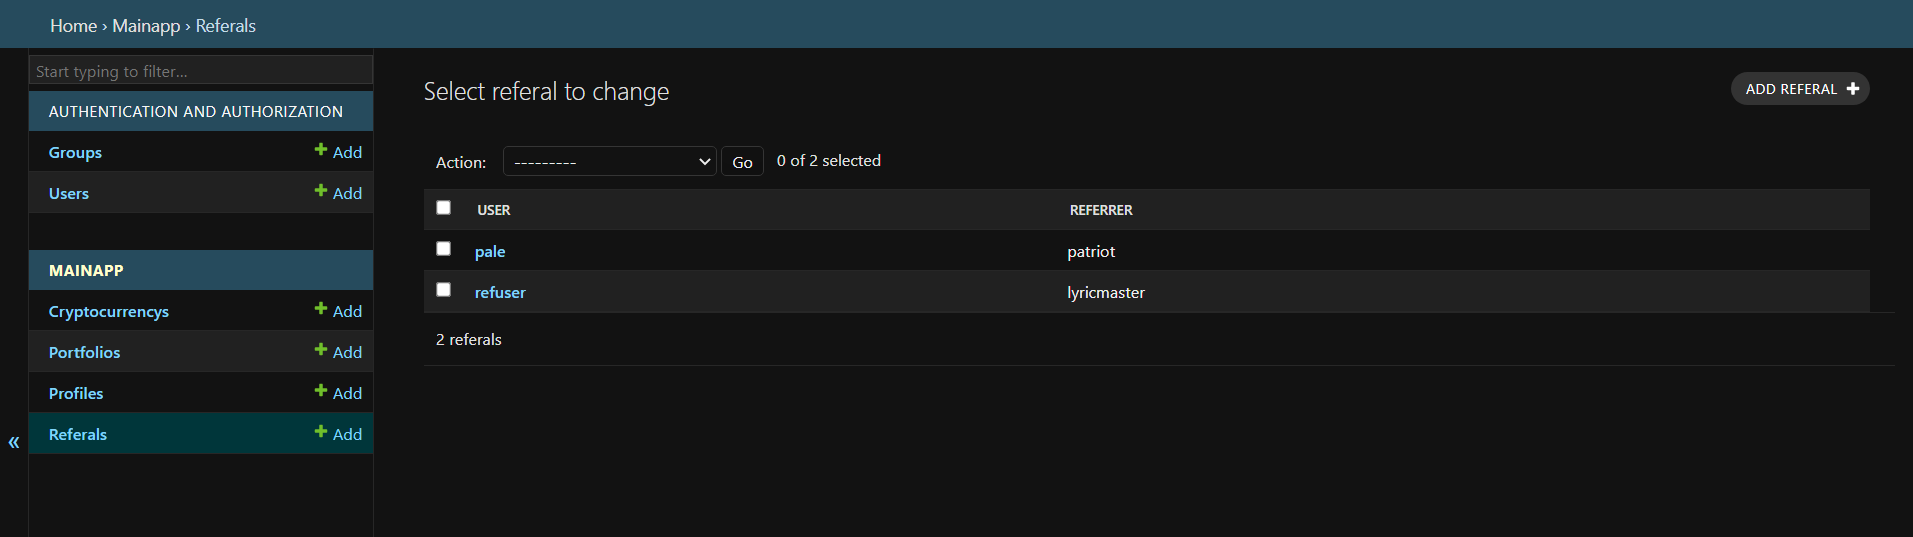 Home › Mainapp › Referals
Start typing to filter...
AUTHENTICATION AND AUTHORIZATION
Groups + Add
Users + Add
MAINAPP
Cryptocurrencys + Add
Portfolios + Add
Profiles + Add
Referals + Add
«
Select referal to change
ADD REFERAL +
Action: --------- Go 0 of 2 selected
USER REFERRER
pale patriot
refuser lyricmaster
2 referals